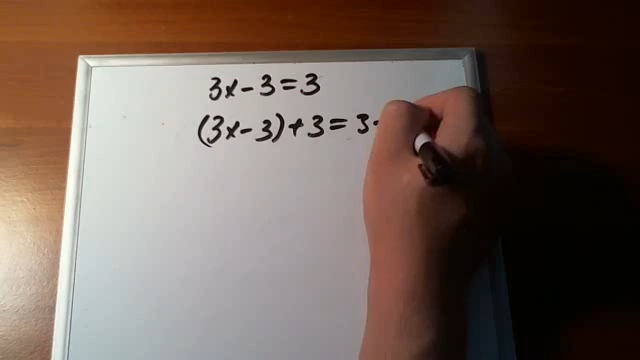 3x - 3 = 3
(3x - 3) + 3 = 3